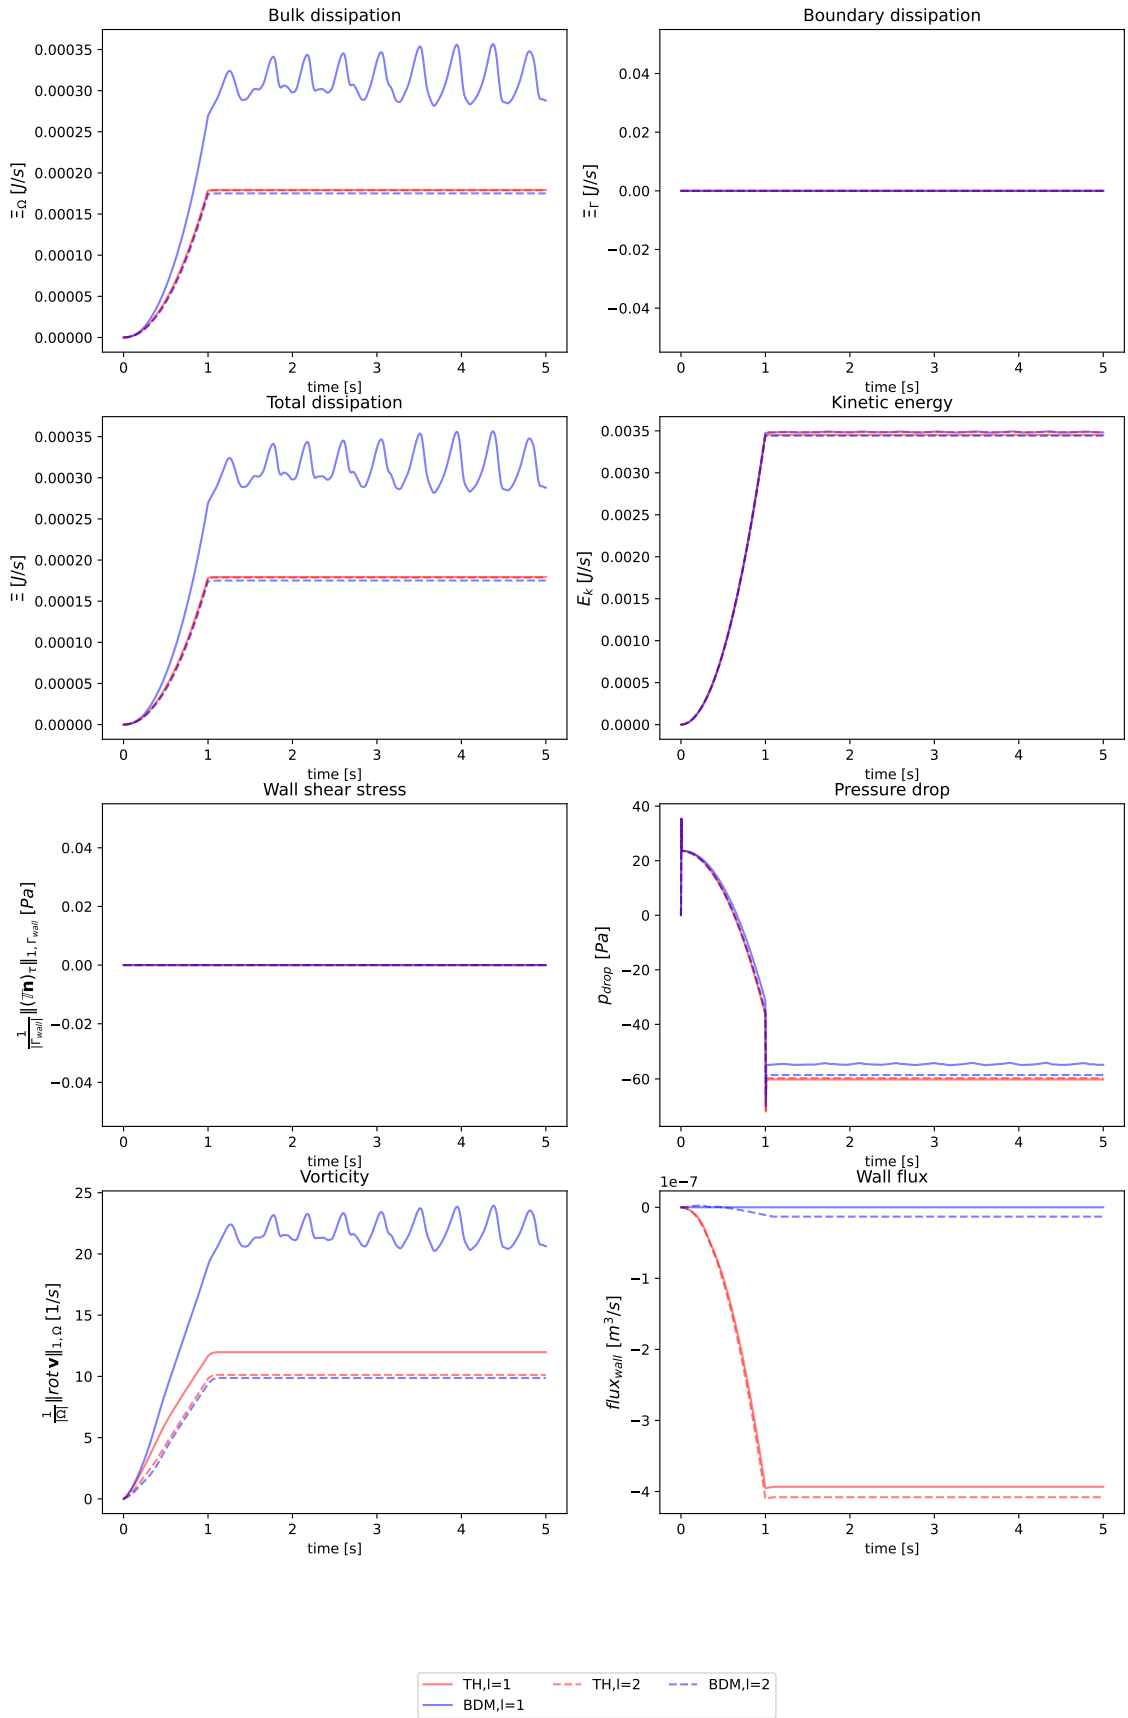 Bulk dissipation
Ξ_Ω [J/s]
0.00035
0.00030
0.00025
0.00020
0.00015
0.00010
0.00005
0.00000
0 1 2 3 4 5
time [s]
Boundary dissipation
Ξ_Γ [J/s]
0.04
0.02
0.00
−0.02
−0.04
0 1 2 3 4 5
time [s]
Total dissipation
Ξ [J/s]
0.00035
0.00030
0.00025
0.00020
0.00015
0.00010
0.00005
0.00000
0 1 2 3 4 5
time [s]
Kinetic energy
E_k [J/s]
0.0035
0.0030
0.0025
0.0020
0.0015
0.0010
0.0005
0.0000
0 1 2 3 4 5
time [s]
Wall shear stress
1/|Γ_wall| ‖(𝕋n)_τ‖_{1, Γ_wall} [Pa]
0.04
0.02
0.00
−0.02
−0.04
0 1 2 3 4 5
time [s]
Pressure drop
p_drop [Pa]
40
20
0
−20
−40
−60
0 1 2 3 4 5
time [s]
Vorticity
1/|Ω| ‖rot v‖_{1, Ω} [1/s]
25
20
15
10
5
0
0 1 2 3 4 5
time [s]
Wall flux
1e−7
flux_wall [m³/s]
0
−1
−2
−3
−4
0 1 2 3 4 5
time [s]
TH,l=1 TH,l=2 BDM,l=2
BDM,l=1